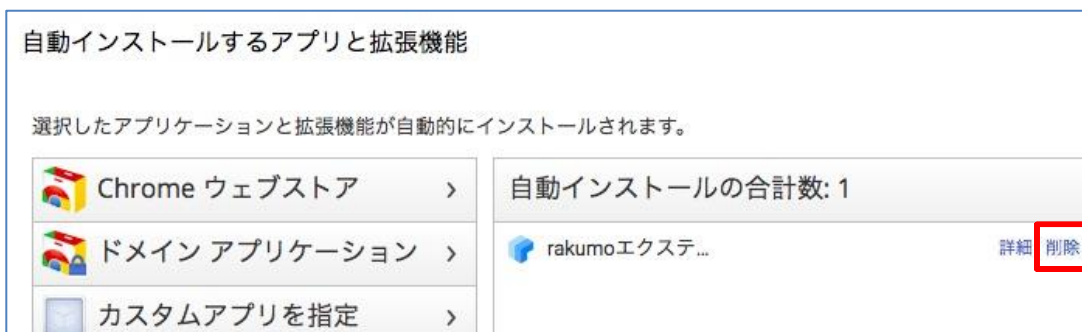 自動インストールするアプリと拡張機能
選択したアプリケーションと拡張機能が自動的にインストールされます。
Chrome ウェブストア >
自動インストールの合計数: 1
ドメイン アプリケーション >
rakumoエクステ... 詳細 削除
カスタムアプリを指定 >